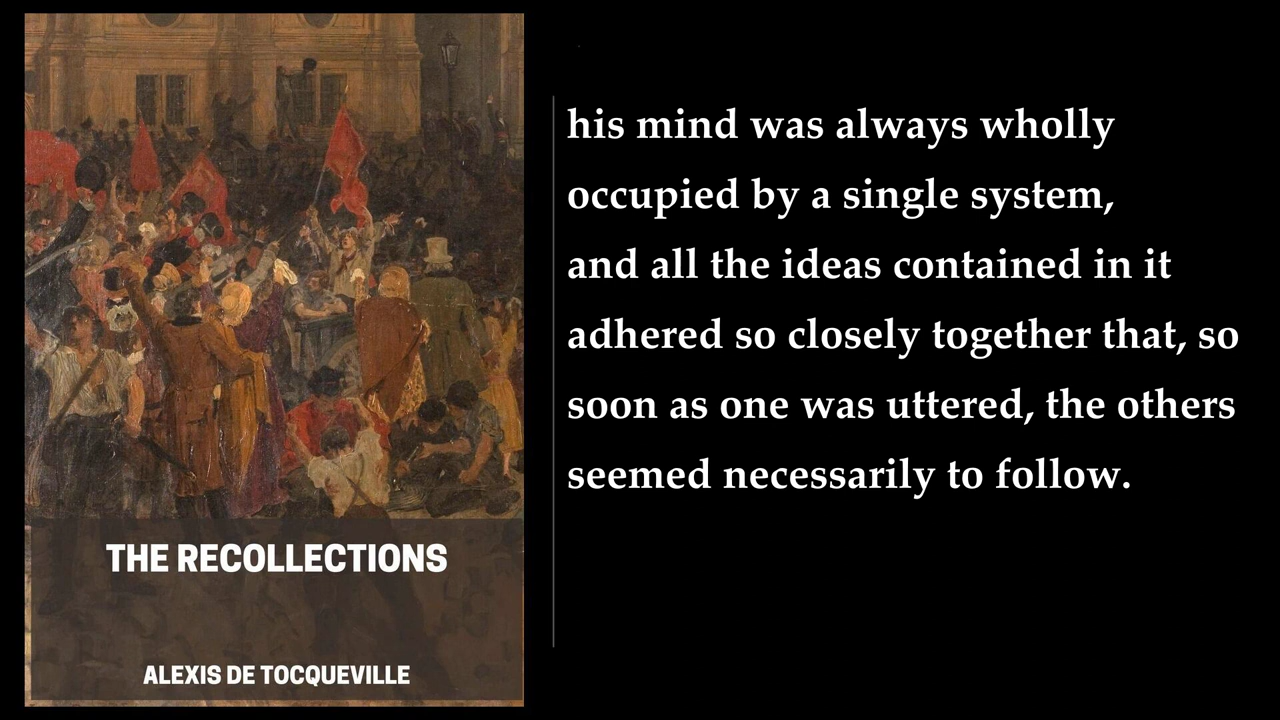 his mind was always wholly
occupied by a single system,
and all the ideas contained in it
adhered so closely together that, so
soon as one was uttered, the others
seemed necessarily to follow.
THE RECOLLECTIONS
ALEXIS DE TOCQUEVILLE